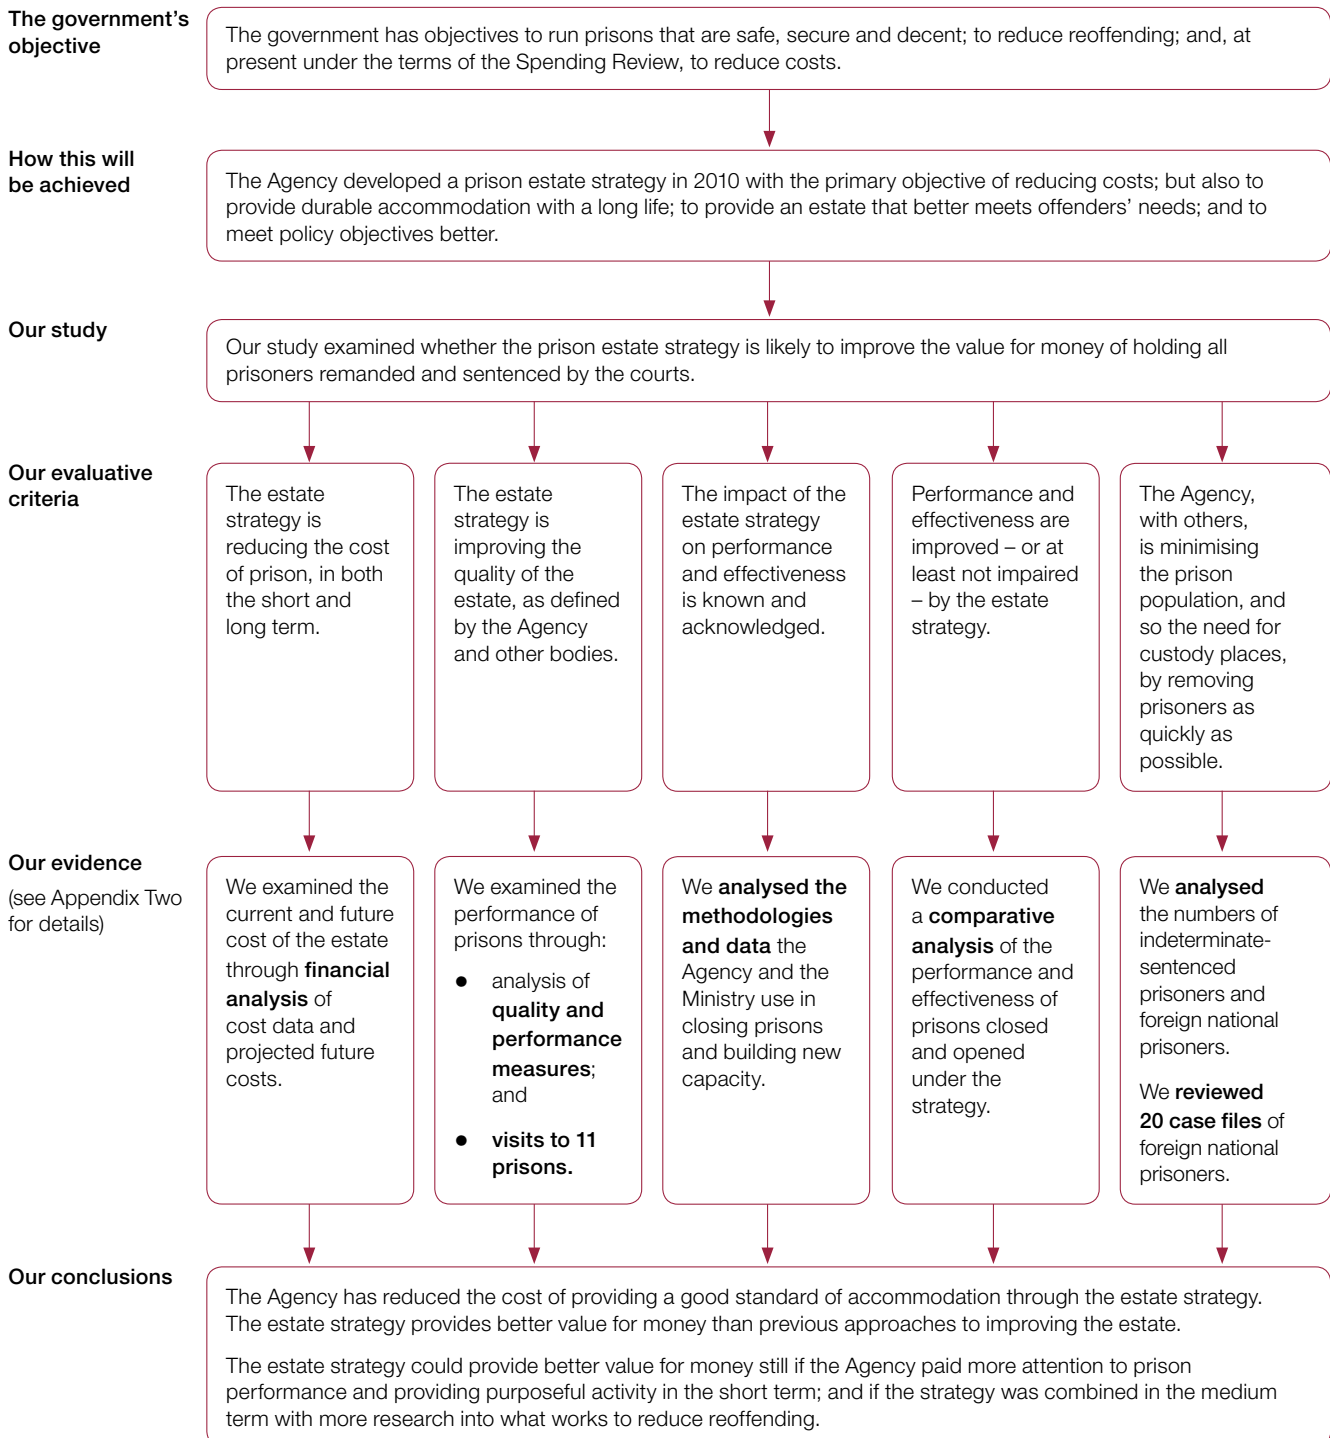 The government's
objective
The government has objectives to run prisons that are safe, secure and decent; to reduce reoffending; and, at
present under the terms of the Spending Review, to reduce costs.
How this will
be achieved
The Agency developed a prison estate strategy in 2010 with the primary objective of reducing costs; but also to
provide durable accommodation with a long life; to provide an estate that better meets offenders' needs; and to
meet policy objectives better.
Our study
Our study examined whether the prison estate strategy is likely to improve the value for money of holding all
prisoners remanded and sentenced by the courts.
Our evaluative
criteria
The estate
strategy is
reducing the cost
of prison, in both
the short and
long term.
The estate
strategy is
improving the
quality of the
estate, as defined
by the Agency
and other bodies.
The impact of the
estate strategy
on performance
and effectiveness
is known and
acknowledged.
Performance and
effectiveness are
improved – or at
least not impaired
– by the estate
strategy.
The Agency,
with others,
is minimising
the prison
population, and
so the need for
custody places,
by removing
prisoners as
quickly as
possible.
Our evidence
(see Appendix Two
for details)
We examined the
current and future
cost of the estate
through financial
analysis of
cost data and
projected future
costs.
We examined the
performance of
prisons through:
● analysis of
quality and
performance
measures;
and
● visits to 11
prisons.
We analysed the
methodologies
and data the
Agency and the
Ministry use in
closing prisons
and building new
capacity.
We conducted
a comparative
analysis of the
performance and
effectiveness of
prisons closed
and opened
under the
strategy.
We analysed
the numbers of
indeterminate-
sentenced
prisoners and
foreign national
prisoners.
We reviewed
20 case files of
foreign national
prisoners.
Our conclusions
The Agency has reduced the cost of providing a good standard of accommodation through the estate strategy.
The estate strategy provides better value for money than previous approaches to improving the estate.
The estate strategy could provide better value for money still if the Agency paid more attention to prison
performance and providing purposeful activity in the short term; and if the strategy was combined in the medium
term with more research into what works to reduce reoffending.